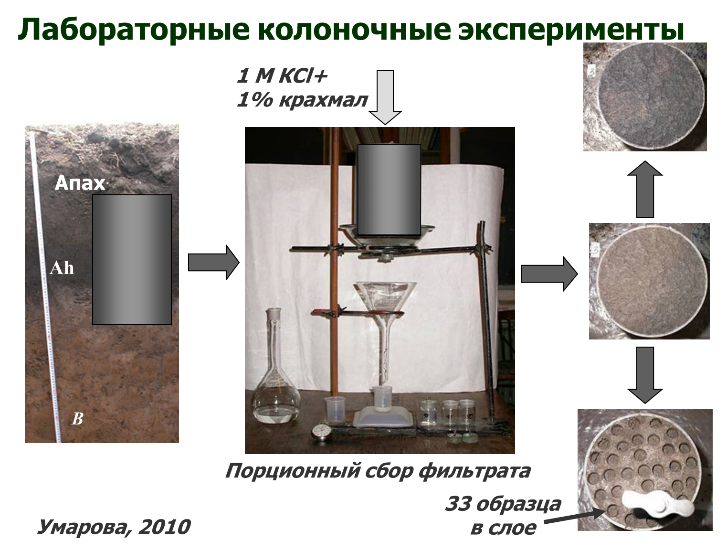 Лабораторные колоночные эксперименты
1 M KCl+
1% крахмал
Апах
Ah
B
Порционный сбор фильтрата
33 образца
в слое
Умарова, 2010